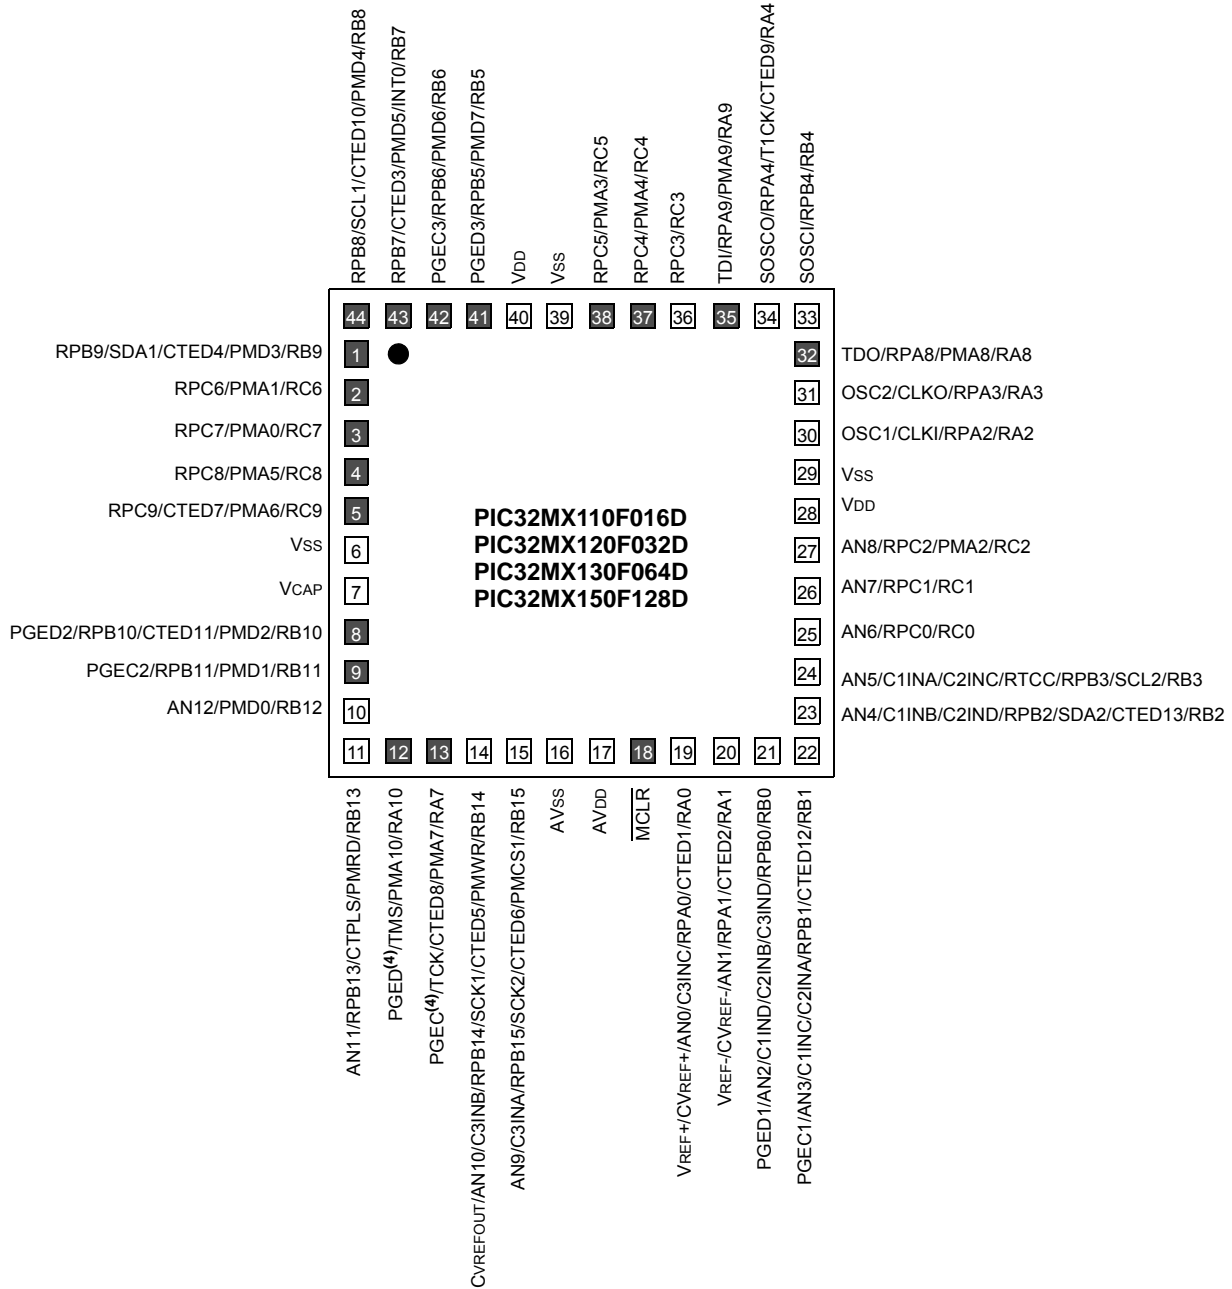 RPB8/SCL1/CTED10/PMD4/RB8
RPB7/CTED3/PMD5/INT0/RB7
PGEC3/RPB6/PMD6/RB6
PGED3/RPB5/PMD7/RB5
VDD
VSS
RPC5/PMA3/RC5
RPC4/PMA4/RC4
RPC3/RC3
TDI/RPA9/PMA9/RA9
SOSCO/RPA4/T1CK/CTED9/RA4
SOSCI/RPB4/RB4
44 43 42 41 40 39 38 37 36 35 34 33
RPB9/SDA1/CTED4/PMD3/RB9 1
RPC6/PMA1/RC6 2
RPC7/PMA0/RC7 3
RPC8/PMA5/RC8 4
RPC9/CTED7/PMA6/RC9 5
VSS 6
VCAP 7
PGED2/RPB10/CTED11/PMD2/RB10 8
PGEC2/RPB11/PMD1/RB11 9
AN12/PMD0/RB12 10
PIC32MX110F016D
PIC32MX120F032D
PIC32MX130F064D
PIC32MX150F128D
32 TDO/RPA8/PMA8/RA8
31 OSC2/CLKO/RPA3/RA3
30 OSC1/CLKI/RPA2/RA2
29 VSS
28 VDD
27 AN8/RPC2/PMA2/RC2
26 AN7/RPC1/RC1
25 AN6/RPC0/RC0
24 AN5/C1INA/C2INC/RTCC/RPB3/SCL2/RB3
23 AN4/C1INB/C2IND/RPB2/SDA2/CTED13/RB2
11 12 13 14 15 16 17 18 19 20 21 22
AN11/RPB13/CTPLS/PMRD/RB13
PGED(4)/TMS/PMA10/RA10
PGEC(4)/TCK/CTED8/PMA7/RA7
CVREFOUT/AN10/C3INB/RPB14/SCK1/CTED5/PMWR/RB14
AN9/C3INA/RPB15/SCK2/CTED6/PMCS1/RB15
AVSS
AVDD
MCLR
VREF+/CVREF+/AN0/C3INC/RPA0/CTED1/RA0
VREF-/CVREF-/AN1/RPA1/CTED2/RA1
PGED1/AN2/C1IND/C2INB/C3IND/RPB0/RB0
PGEC1/AN3/C1INC/C2INA/RPB1/CTED12/RB1